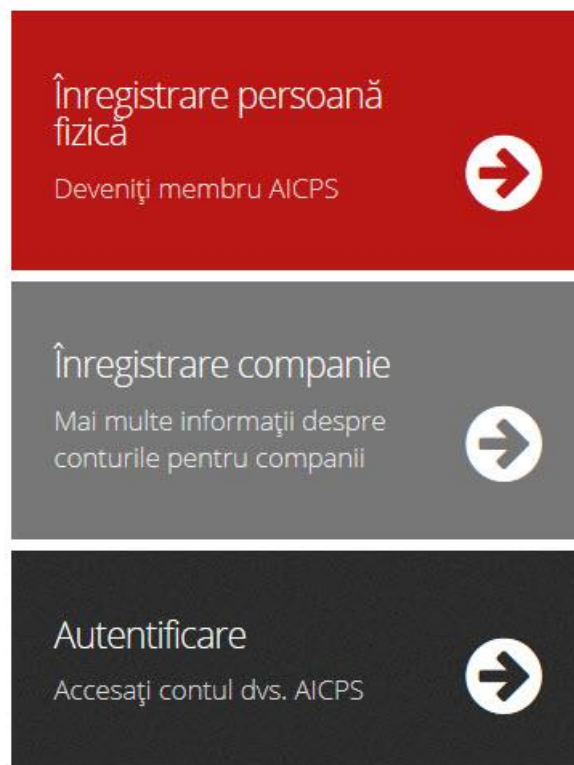 Înregistrare persoană
fizică
Deveniţi membru AICPS
Înregistrare companie
Mai multe informaţii despre
conturile pentru companii
Autentificare
Accesaţi contul dvs. AICPS